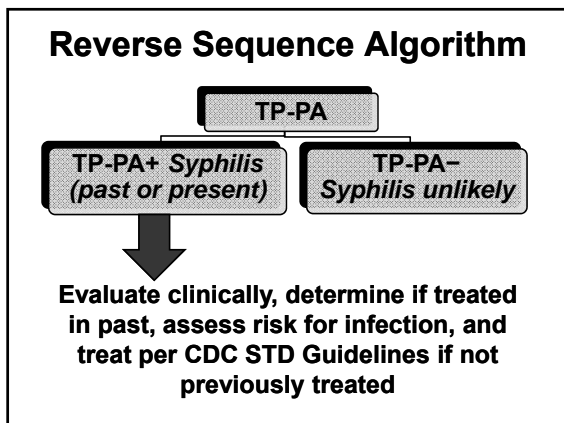 Reverse Sequence Algorithm
TP-PA
TP-PA+ Syphilis
(past or present)
TP-PA−
Syphilis unlikely
Evaluate clinically, determine if treated
in past, assess risk for infection, and
treat per CDC STD Guidelines if not
previously treated